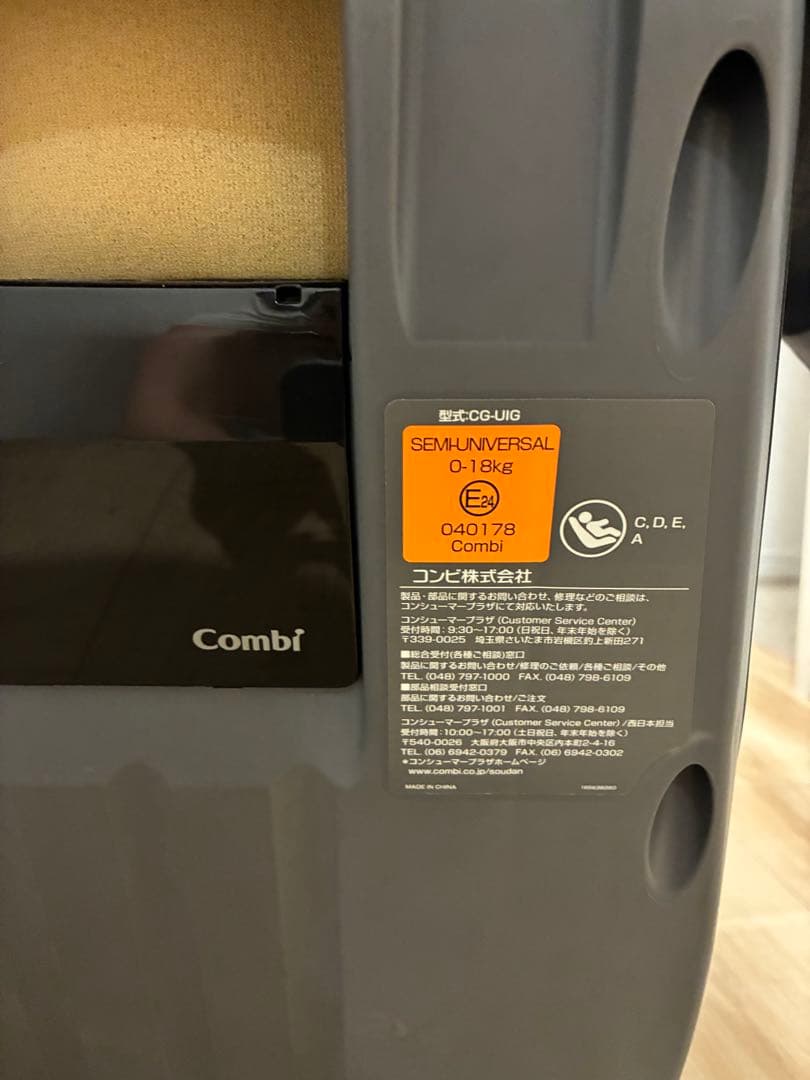 型式:CG-UIG
SEMI-UNIVERSAL
0-18kg
E24
040178
Combi
C, D, E,
A
コンビ株式会社
製品・部品に関するお問い合わせ、修理などのご相談は、
コンシューマープラザにて対応いたします。
コンシューマープラザ (Customer Service Center)
受付時間:9:30〜17:00 (日祝日、年末年始を除く)
〒339-0025 埼玉県さいたま市岩槻区釣上新田271
■総合受付(各種ご相談)窓口
製品に関するお問い合わせ/修理のご依頼/各種ご相談/その他
TEL. (048) 797-1000 FAX. (048) 798-6109
■部品相談受付窓口
部品に関するお問い合わせ/ご注文
TEL. (048) 797-1001 FAX. (048) 798-6109
コンシューマープラザ (Customer Service Center) /西日本担当
受付時間:10:00〜17:00 (土日祝日、年末年始を除く)
〒540-0026 大阪府大阪市中央区内本町2-4-16
TEL. (06) 6942-0379 FAX. (06) 6942-0302
*コンシューマープラザホームページ
www.combi.co.jp/soudan
MADE IN CHINA
Combi